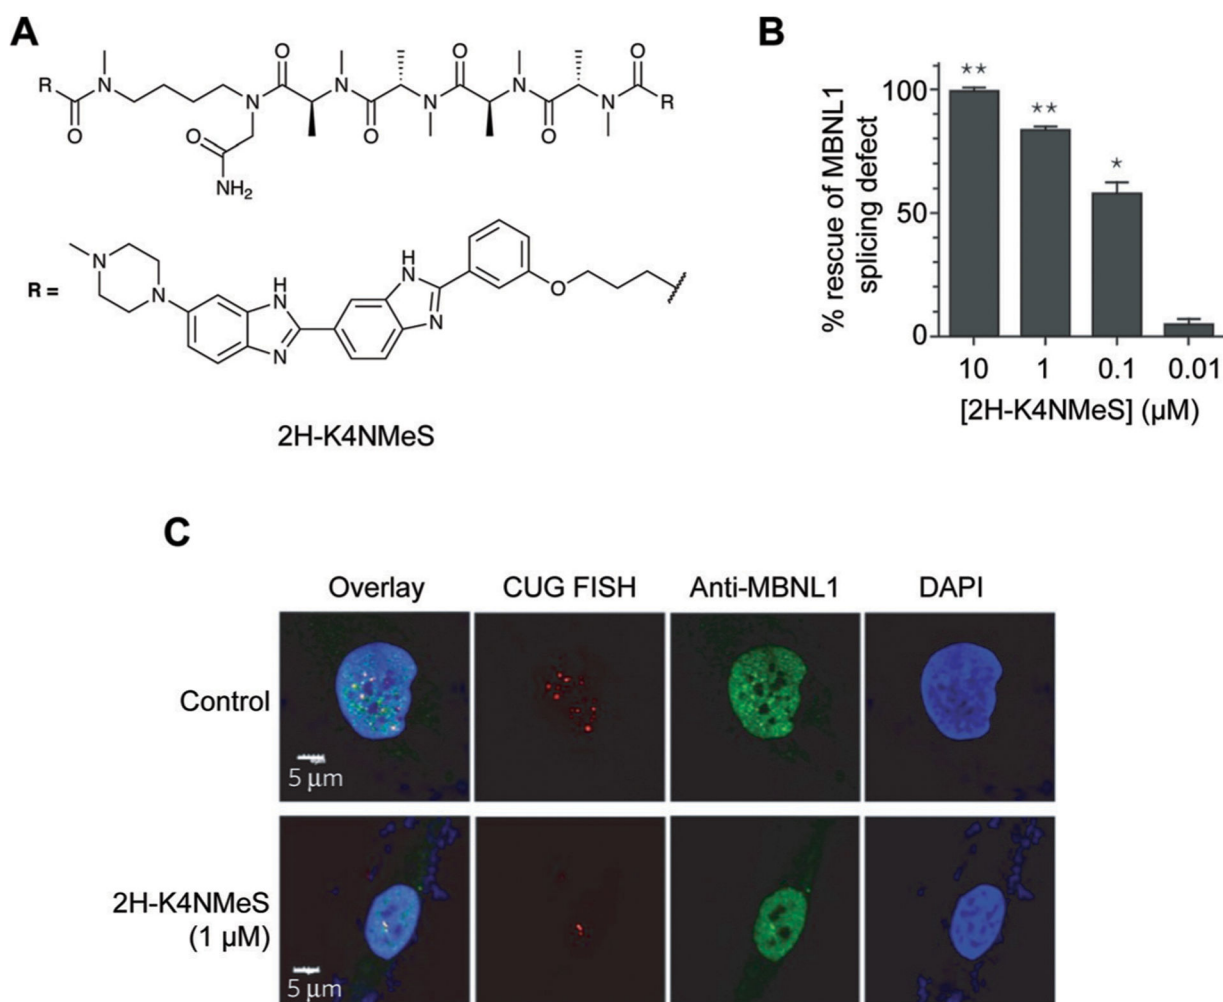 A
R
N
O
N
O
N
O
N
O
N
O
N
O
R
O
NH2
R =
N
N
H
N
N
H
N
N
O
2H-K4NMeS
B
% rescue of MBNL1
splicing defect
100
50
0
**
**
*
10 1 0.1 0.01
[2H-K4NMeS] (µM)
C
Overlay CUG FISH Anti-MBNL1 DAPI
Control
5 µm
2H-K4NMeS
(1 µM)
5 µm